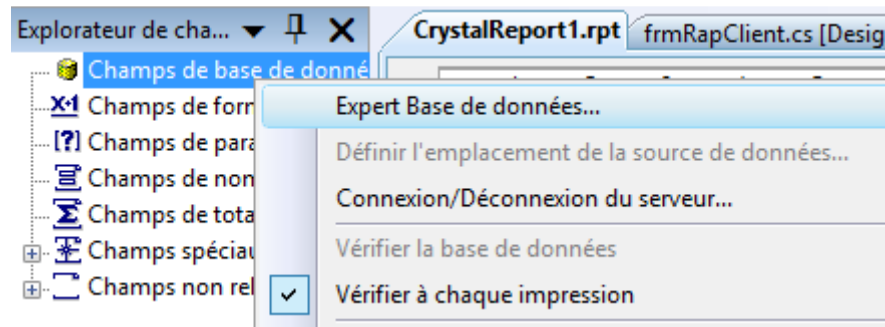 Explorateur de cha...
CrystalReport1.rpt
frmRapClient.cs [Desig
Champs de base de donné
Champs de form
Champs de para
Champs de nom
Champs de tota
Champs spéciau
Champs non rel
Expert Base de données...
Définir l'emplacement de la source de données...
Connexion/Déconnexion du serveur...
Vérifier la base de données
Vérifier à chaque impression